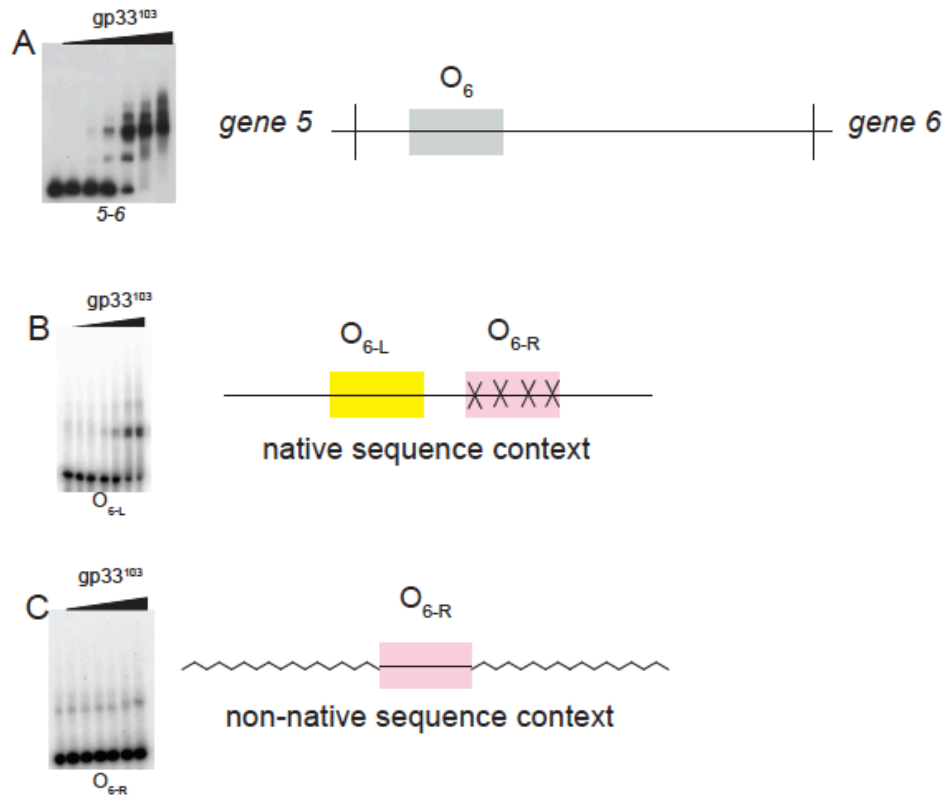 gp33¹⁰³
A
O₆
gene 5
gene 6
5-6
gp33¹⁰³
B
O₆₋L
O₆₋R
native sequence context
O₆₋L
gp33¹⁰³
C
O₆₋R
non-native sequence context
O₆₋R